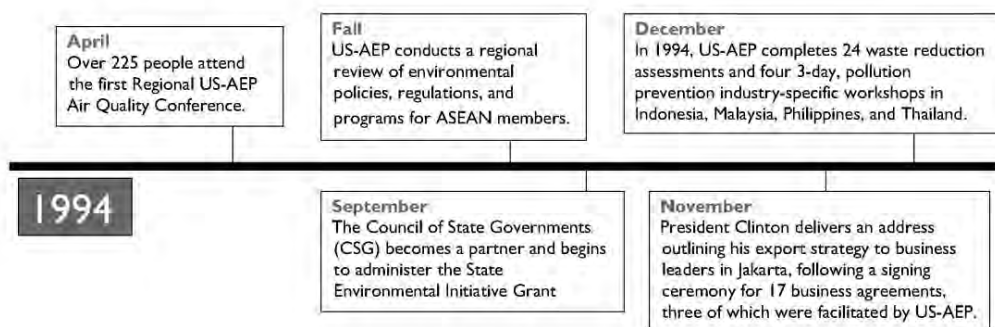 April
Over 225 people attend
the first Regional US-AEP
Air Quality Conference.
Fall
US-AEP conducts a regional
review of environmental
policies, regulations, and
programs for ASEAN members.
December
In 1994, US-AEP completes 24 waste reduction
assessments and four 3-day, pollution
prevention industry-specific workshops in
Indonesia, Malaysia, Philippines, and Thailand.
1994
September
The Council of State Governments
(CSG) becomes a partner and begins
to administer the State
Environmental Initiative Grant
November
President Clinton delivers an address
outlining his export strategy to business
leaders in Jakarta, following a signing
ceremony for 17 business agreements,
three of which were facilitated by US-AEP.